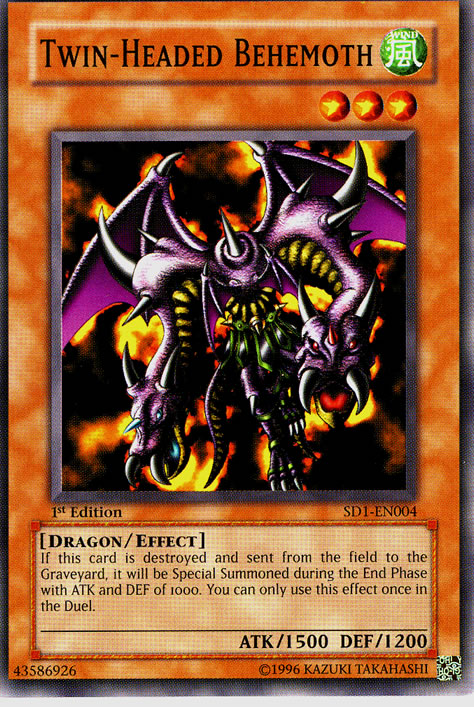 TWIN-HEADED BEHEMOTH
WIND
風
1st Edition
SD1-EN004
[DRAGON/EFFECT]
If this card is destroyed and sent from the field to the
Graveyard, it will be Special Summoned during the End Phase
with ATK and DEF of 1000. You can only use this effect once in
the Duel.
ATK/1500 DEF/1200
43586926
©1996 KAZUKI TAKAHASHI